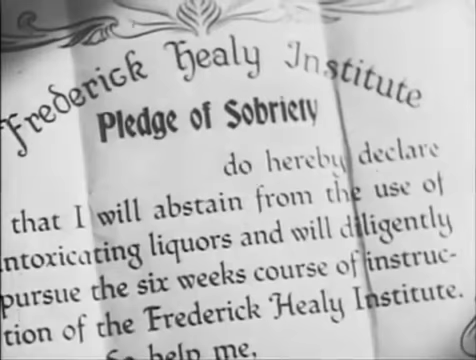 Frederick Healy Institute
Pledge of Sobriety
do hereby declare
that I will abstain from the use of
intoxicating liquors and will diligently
pursue the six weeks course of instruc-
tion of the Frederick Healy Institute.
So help me.